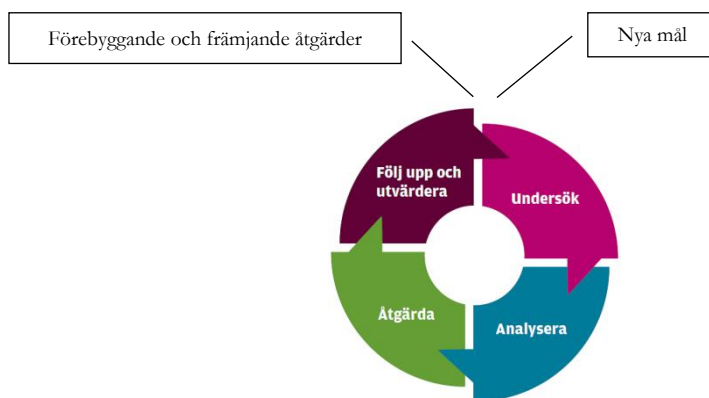 Förebyggande och främjande åtgärder
Nya mål
Följ upp och
utvärdera
Undersök
Åtgärda
Analysera